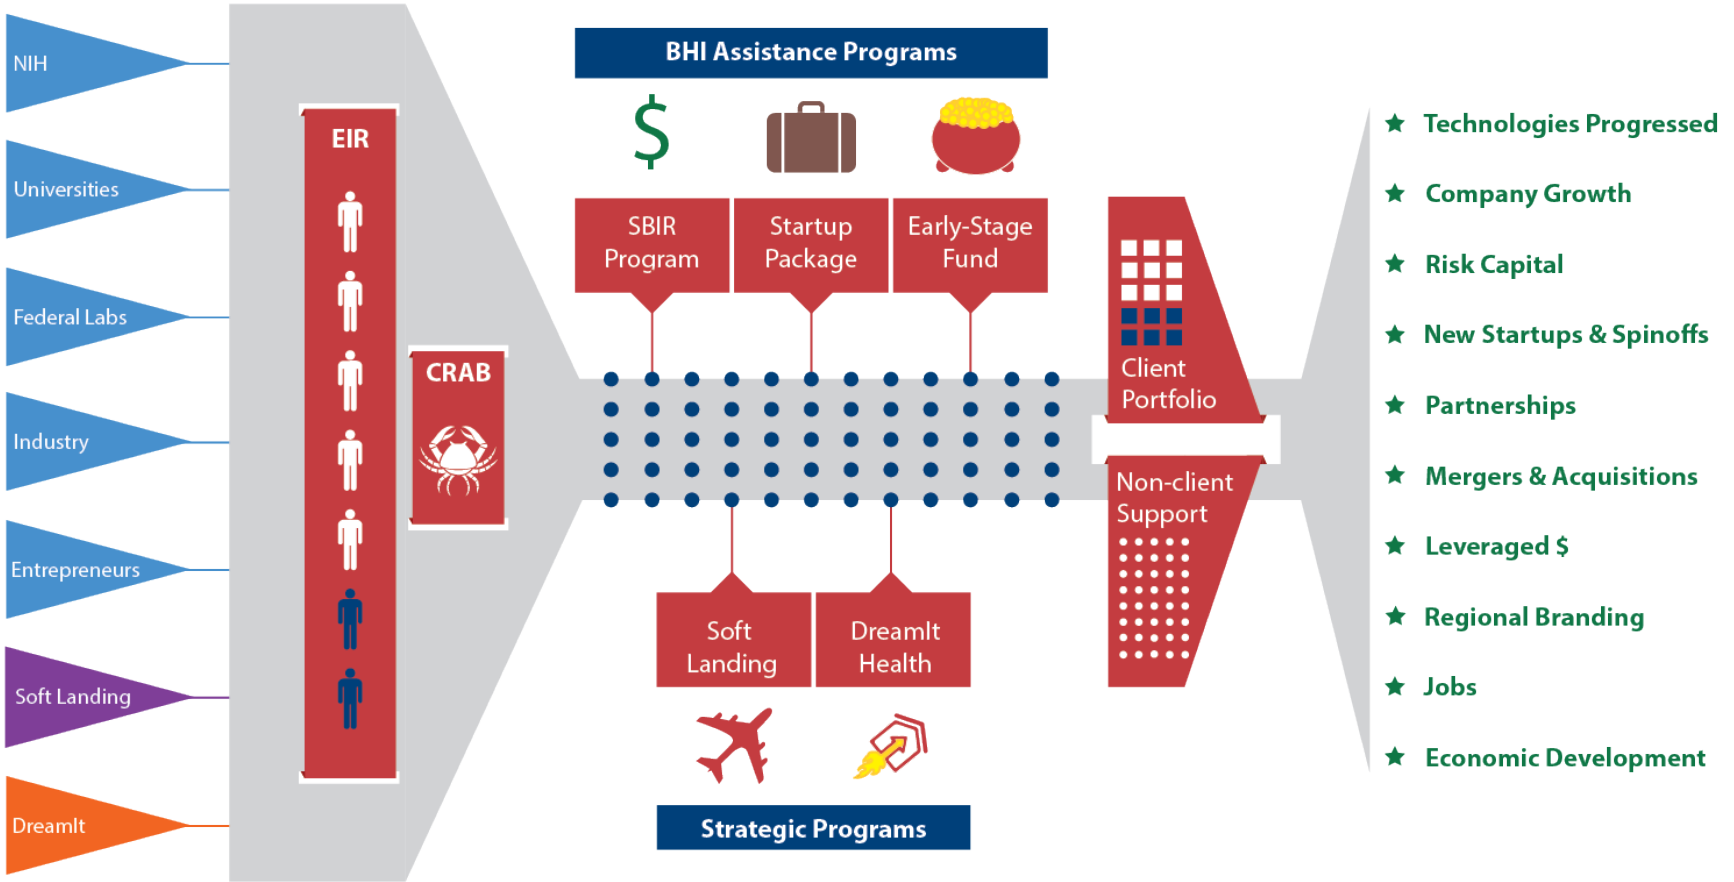 NIH
Universities
Federal Labs
Industry
Entrepreneurs
Soft Landing
DreamIt
EIR
CRAB
BHI Assistance Programs
$
SBIR
Program
Startup
Package
Early-Stage
Fund
Soft
Landing
DreamIt
Health
Strategic Programs
Client
Portfolio
Non-client
Support
Technologies Progressed
Company Growth
Risk Capital
New Startups & Spinoffs
Partnerships
Mergers & Acquisitions
Leveraged $
Regional Branding
Jobs
Economic Development